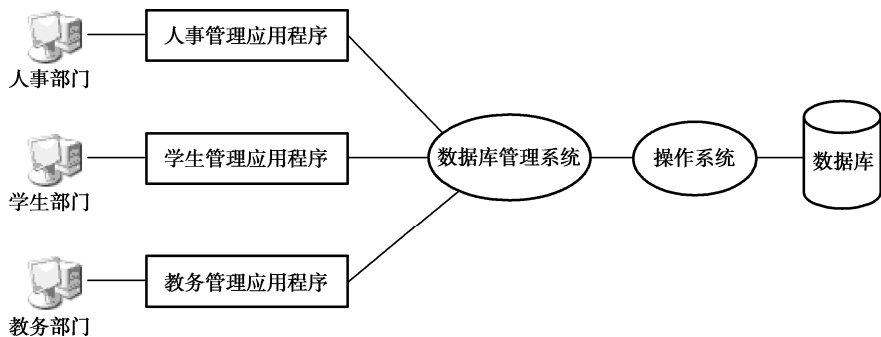 人事部门
人事管理应用程序
学生部门
学生管理应用程序
教务部门
教务管理应用程序
数据库管理系统
操作系统
数据库